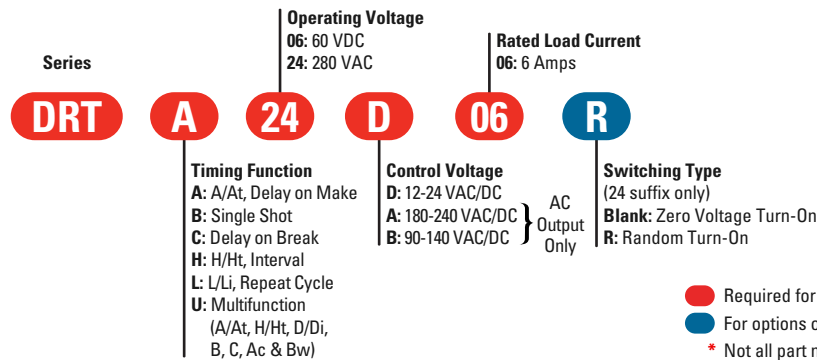 Operating Voltage
06: 60 VDC
24: 280 VAC
Rated Load Current
06: 6 Amps
Series
DRT A 24 D 06 R
Timing Function
A: A/At, Delay on Make
B: Single Shot
C: Delay on Break
H: H/Ht, Interval
L: L/Li, Repeat Cycle
U: Multifunction
(A/At, H/Ht, D/Di,
B, C, Ac & Bw)
Control Voltage
D: 12-24 VAC/DC
A: 180-240 VAC/DC
B: 90-140 VAC/DC
AC
Output
Only
Switching Type
(24 suffix only)
Blank: Zero Voltage Turn-On
R: Random Turn-On
Required for
For options o
* Not all part n